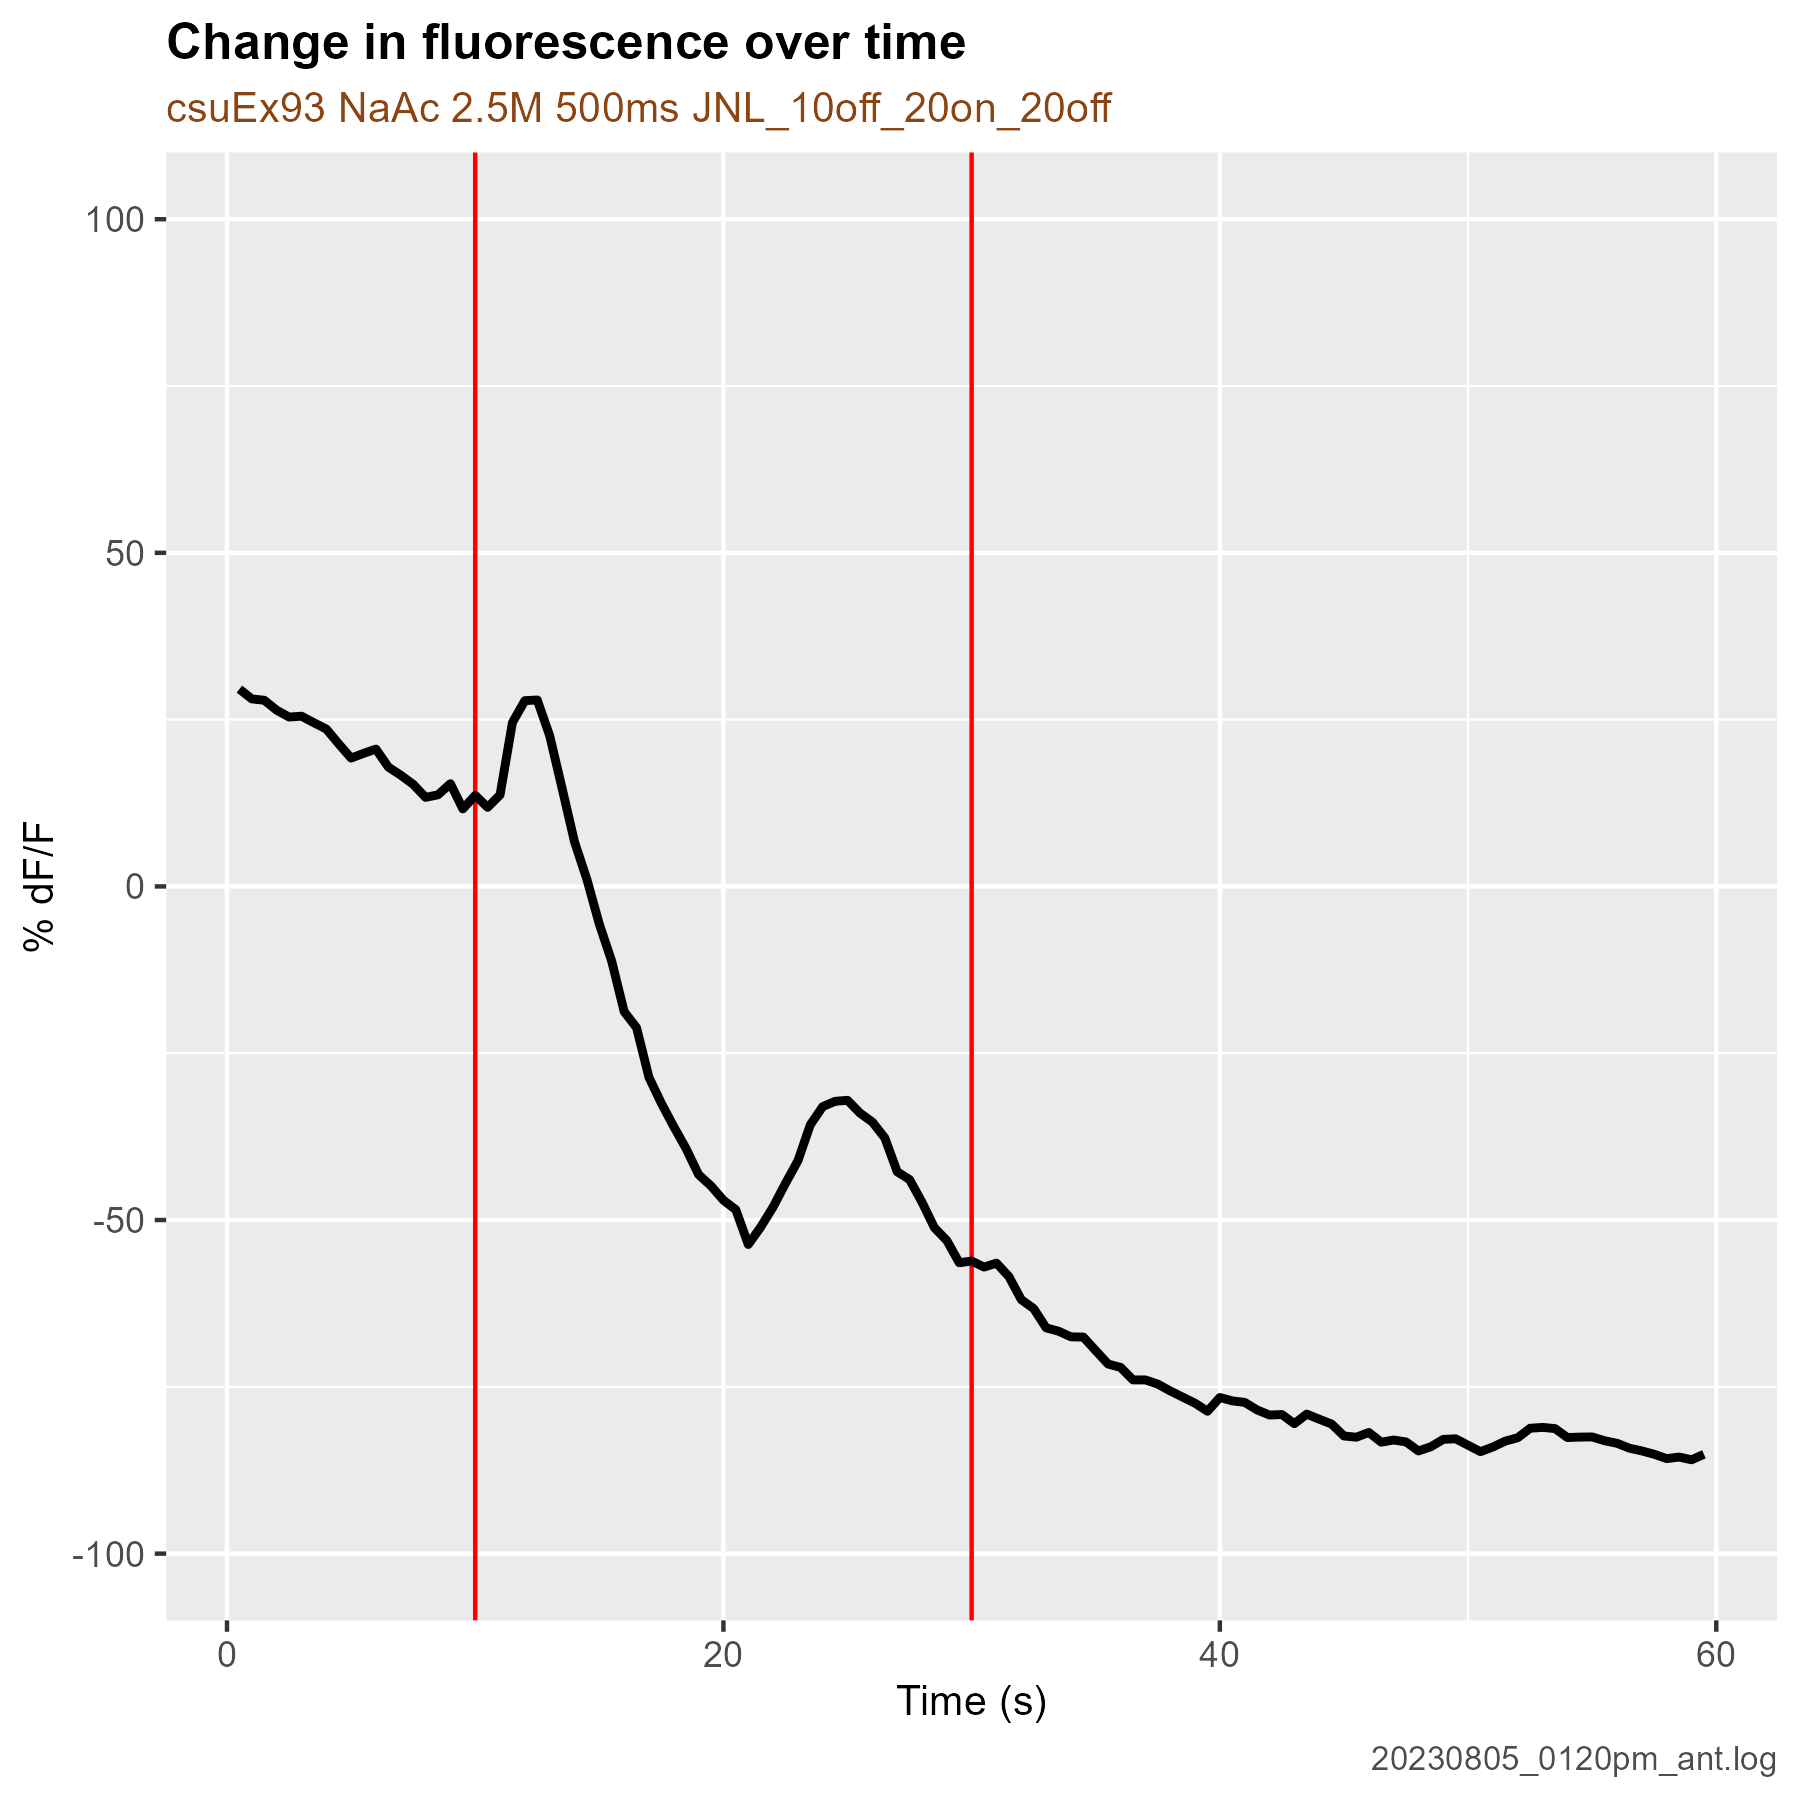 Change in fluorescence over time
csuEx93 NaAc 2.5M 500ms JNL_10off_20on_20off
100
50
0
-50
-100
% dF/F
0 20 40 60
Time (s)
20230805_0120pm_ant.log